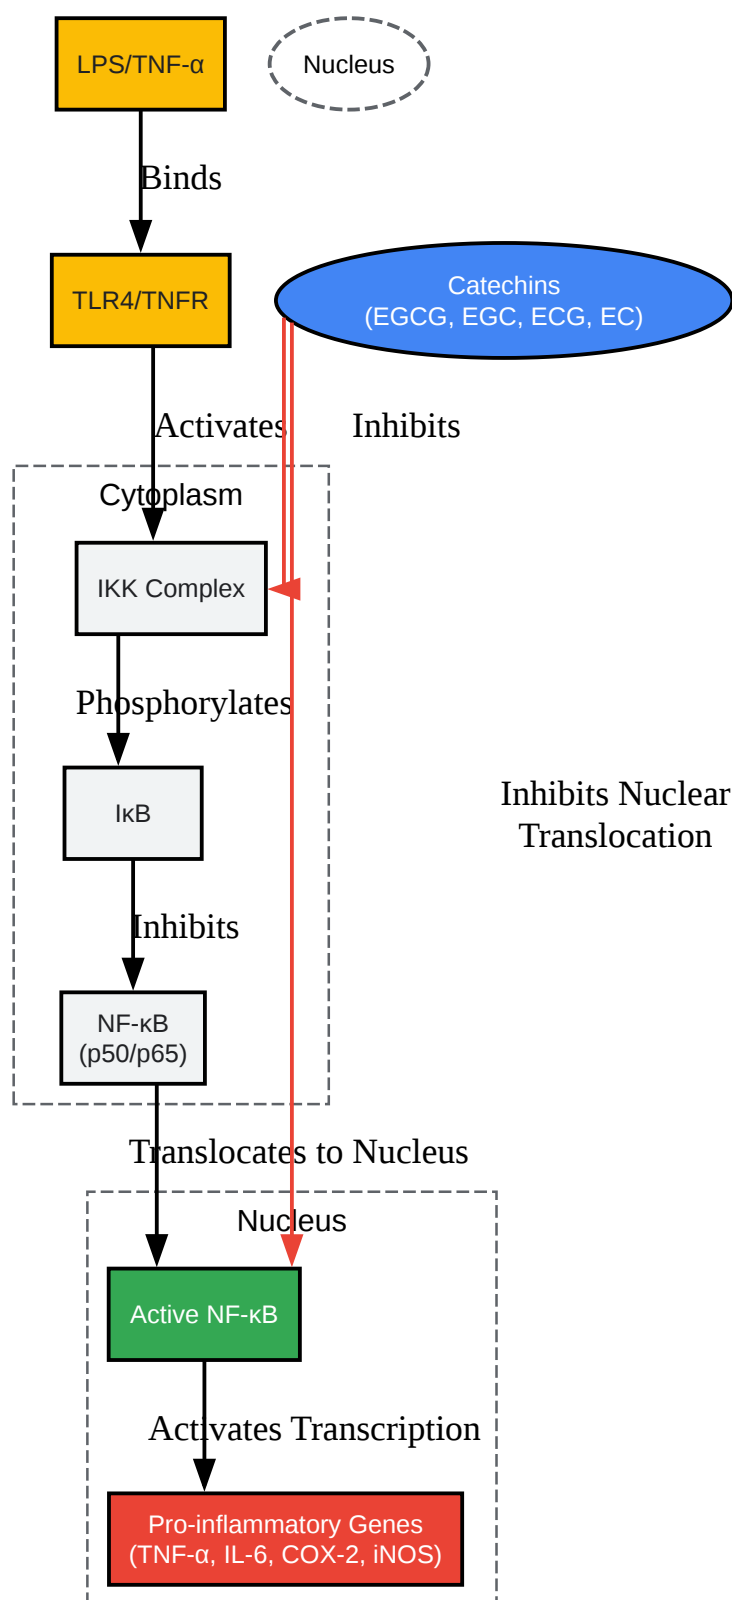 LPS/TNF-α
Nucleus
Binds
TLR4/TNFR
Catechins
(EGCG, EGC, ECG, EC)
Activates
Inhibits
Cytoplasm
IKK Complex
Phosphorylates
Inhibits Nuclear
Translocation
IκB
Inhibits
NF-κB
(p50/p65)
Translocates to Nucleus
Nucleus
Active NF-κB
Activates Transcription
Pro-inflammatory Genes
(TNF-α, IL-6, COX-2, iNOS)